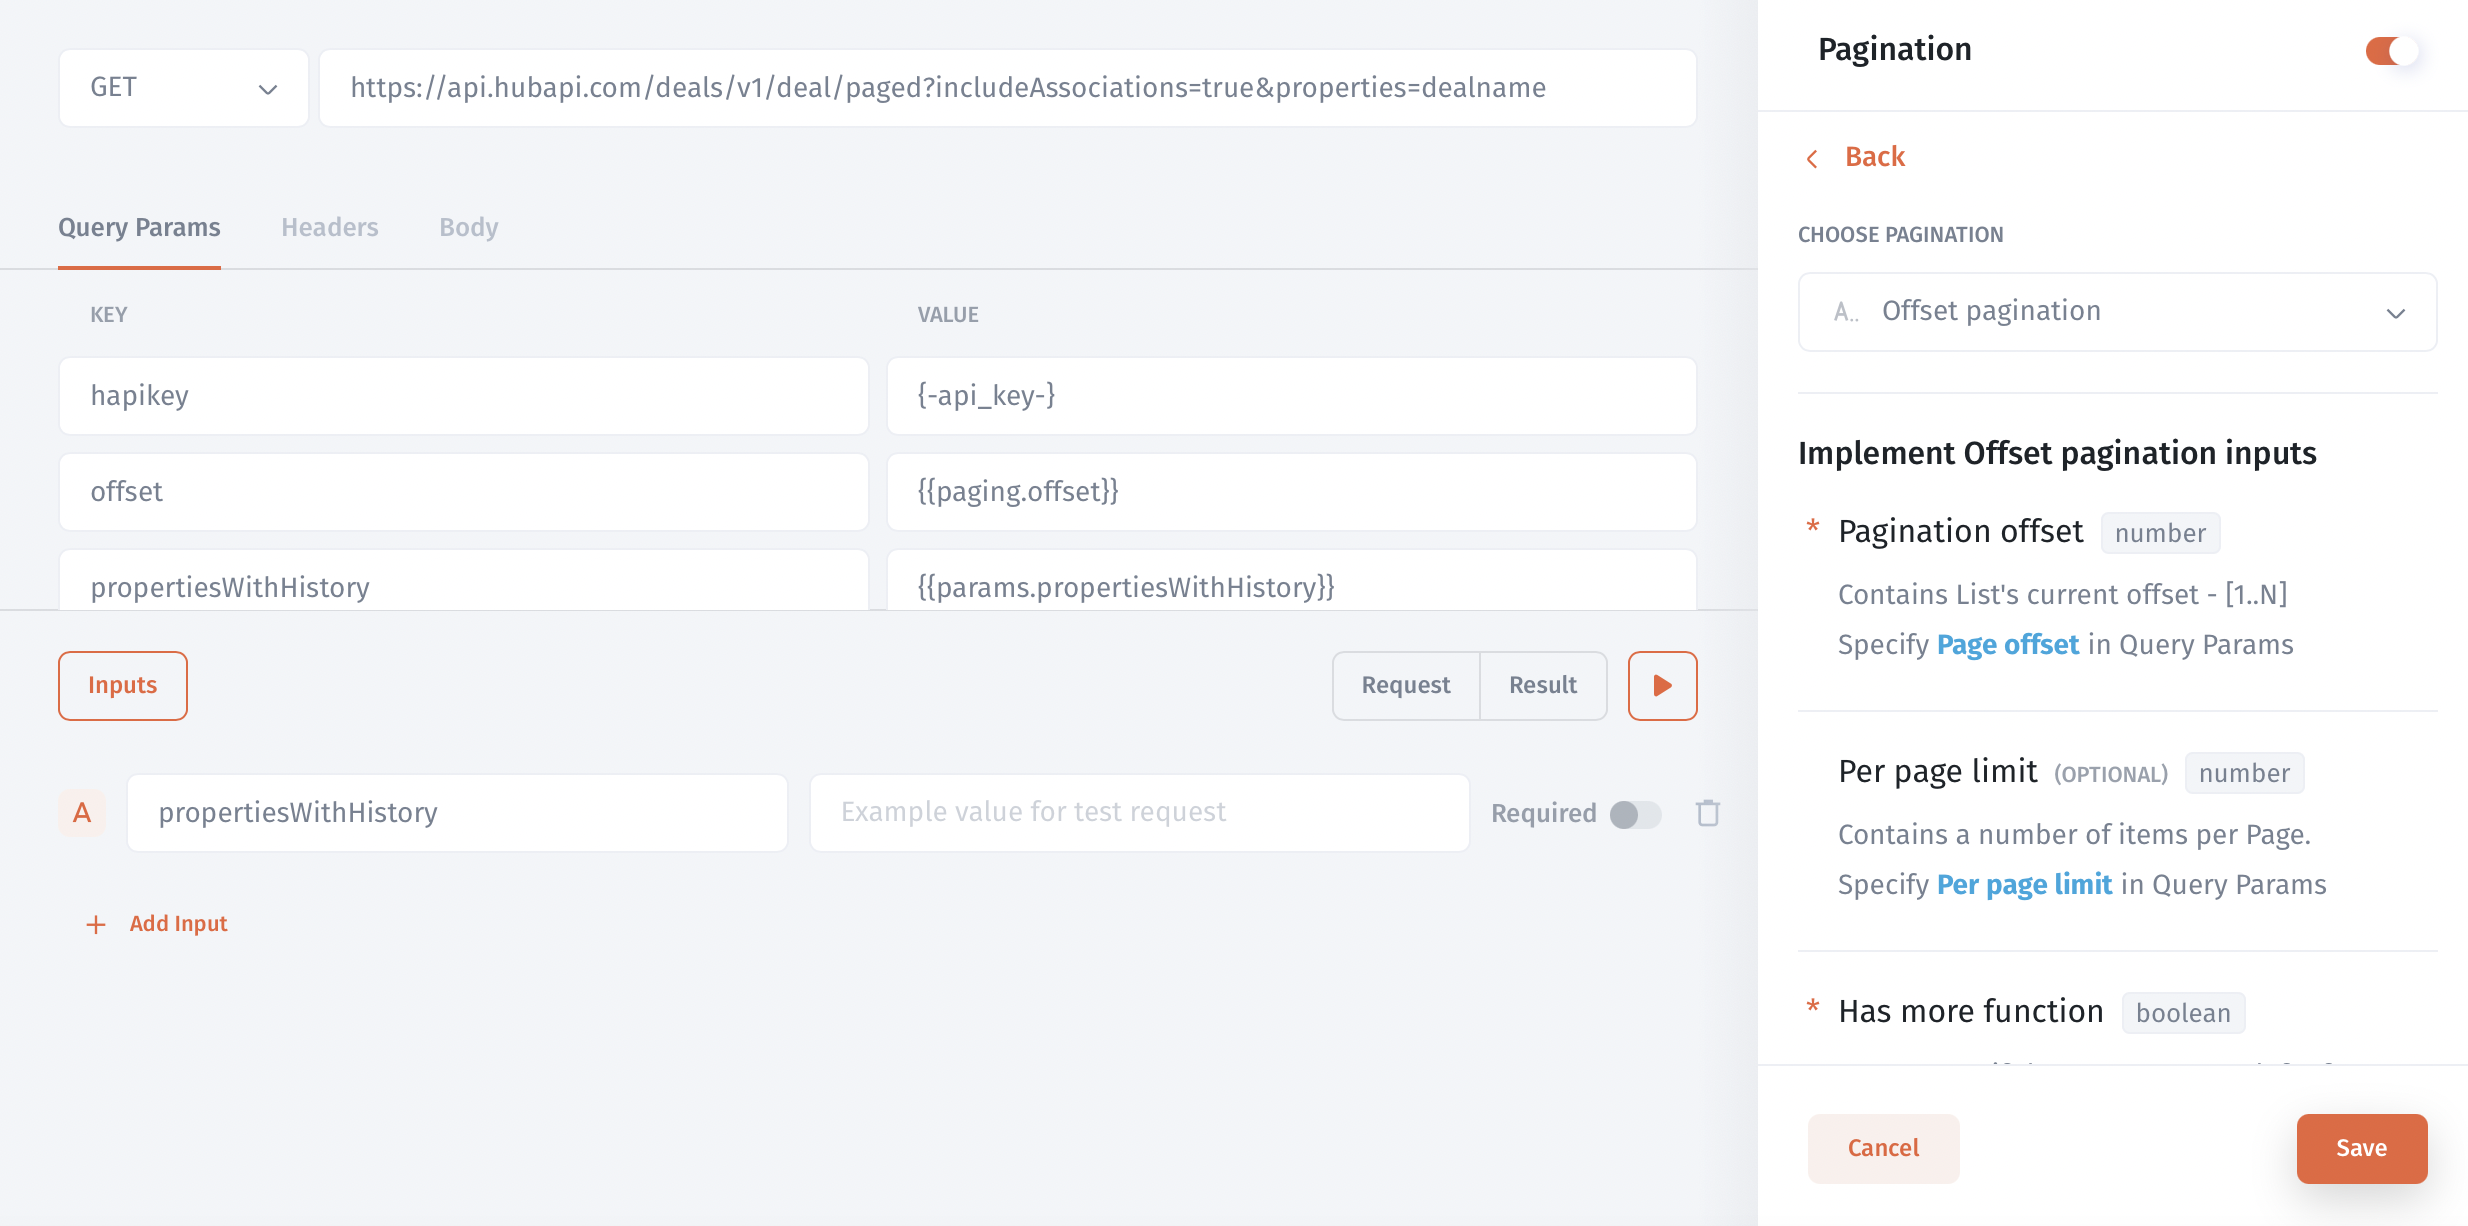 GET
https://api.hubapi.com/deals/v1/deal/paged?includeAssociations=true&properties=dealname
Query Params
Headers
Body
KEY
VALUE
hapikey
{-api_key-}
offset
{{paging.offset}}
propertiesWithHistory
{{params.propertiesWithHistory}}
Inputs
Request
Result
A
propertiesWithHistory
Example value for test request
Required
+ Add Input
Pagination
Back
CHOOSE PAGINATION
A.. Offset pagination
Implement Offset pagination inputs
* Pagination offset number
Contains List's current offset - [1..N]
Specify Page offset in Query Params
Per page limit (OPTIONAL) number
Contains a number of items per Page.
Specify Per page limit in Query Params
* Has more function boolean
Cancel
Save